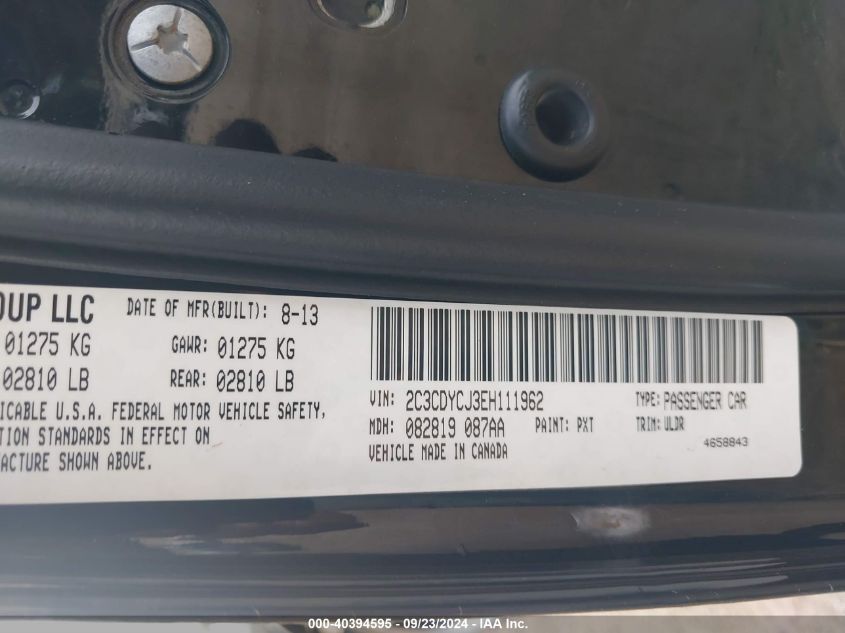 OUP LLC DATE OF MFR(BUILT): 8-13
01275 KG GAWR: 01275 KG
02810 LB REAR: 02810 LB
ICABLE U.S.A. FEDERAL MOTOR VEHICLE SAFETY,
TION STANDARDS IN EFFECT ON
FACTURE SHOWN ABOVE.
VIN: 2C3CDYCJ3EH111962 TYPE: PASSENGER CAR
MDH: 082819 087AA PAINT: PXT TRIM: ULDR
VEHICLE MADE IN CANADA 4658843
000-40394595 - 09/23/2024 - IAA Inc.